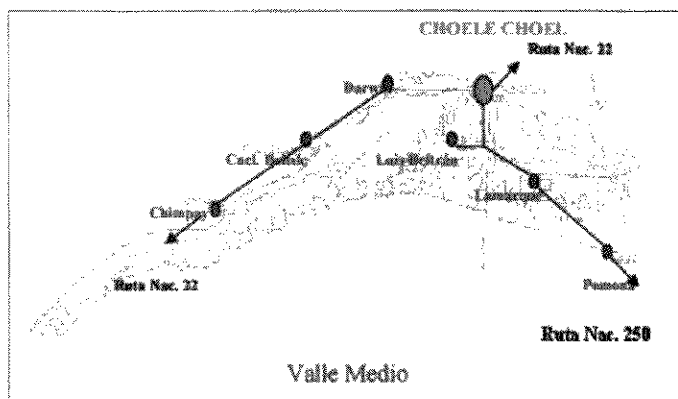 CHOELE CHOEL
Ruta Nac. 22
Darwin
Cnel. Belisle
Luis Beltrán
Lamarque
Chimpay
Ruta Nac. 22
Pomona
Ruta Nac. 250
Valle Medio